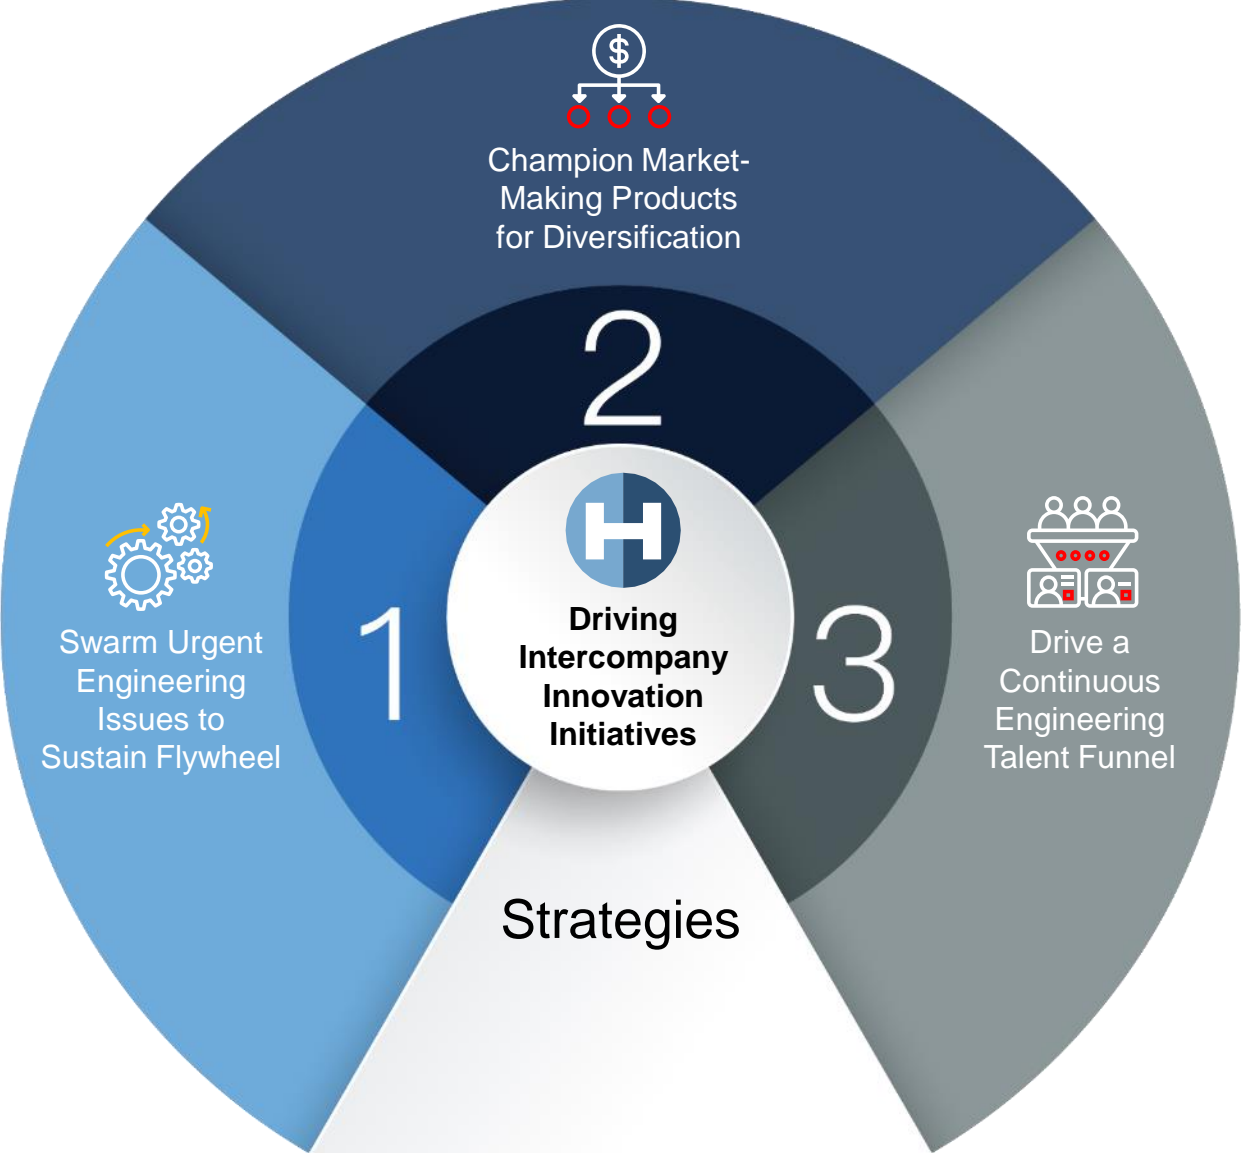 $
Champion Market-
Making Products
for Diversification
2
H
Driving
Intercompany
Innovation
Initiatives
1
Swarm Urgent
Engineering
Issues to
Sustain Flywheel
3
Drive a
Continuous
Engineering
Talent Funnel
Strategies